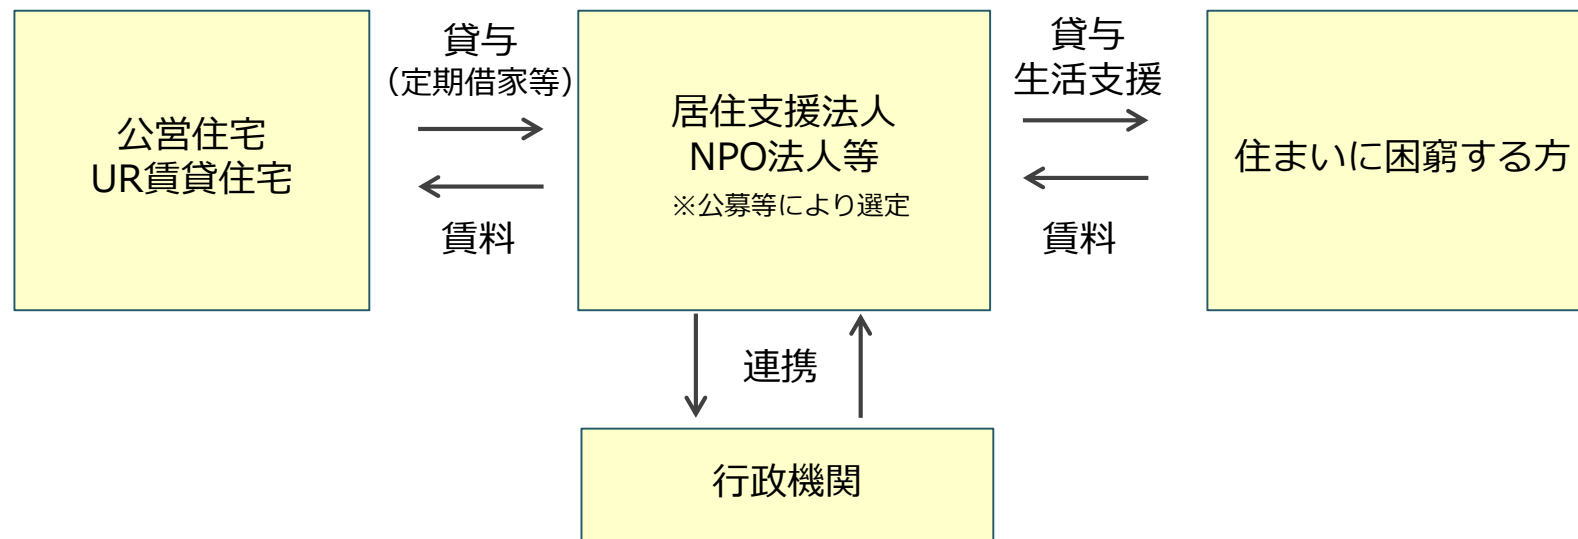 公営住宅
UR賃貸住宅
貸与
（定期借家等）
賃料
居住支援法人
NPO法人等
※公募等により選定
貸与
生活支援
賃料
住まいに困窮する方
連携
行政機関